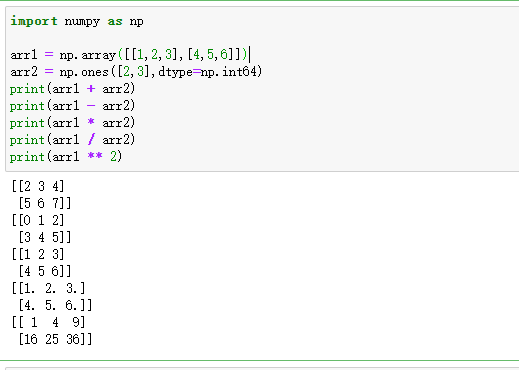 import numpy as np
arr1 = np.array([[1,2,3],[4,5,6]])
arr2 = np.ones([2,3],dtype=np.int64)
print(arr1 + arr2)
print(arr1 - arr2)
print(arr1 * arr2)
print(arr1 / arr2)
print(arr1 ** 2)
[[2 3 4]
 [5 6 7]]
[[0 1 2]
 [3 4 5]]
[[1 2 3]
 [4 5 6]]
[[1. 2. 3.]
 [4. 5. 6.]]
[[ 1  4  9]
 [16 25 36]]